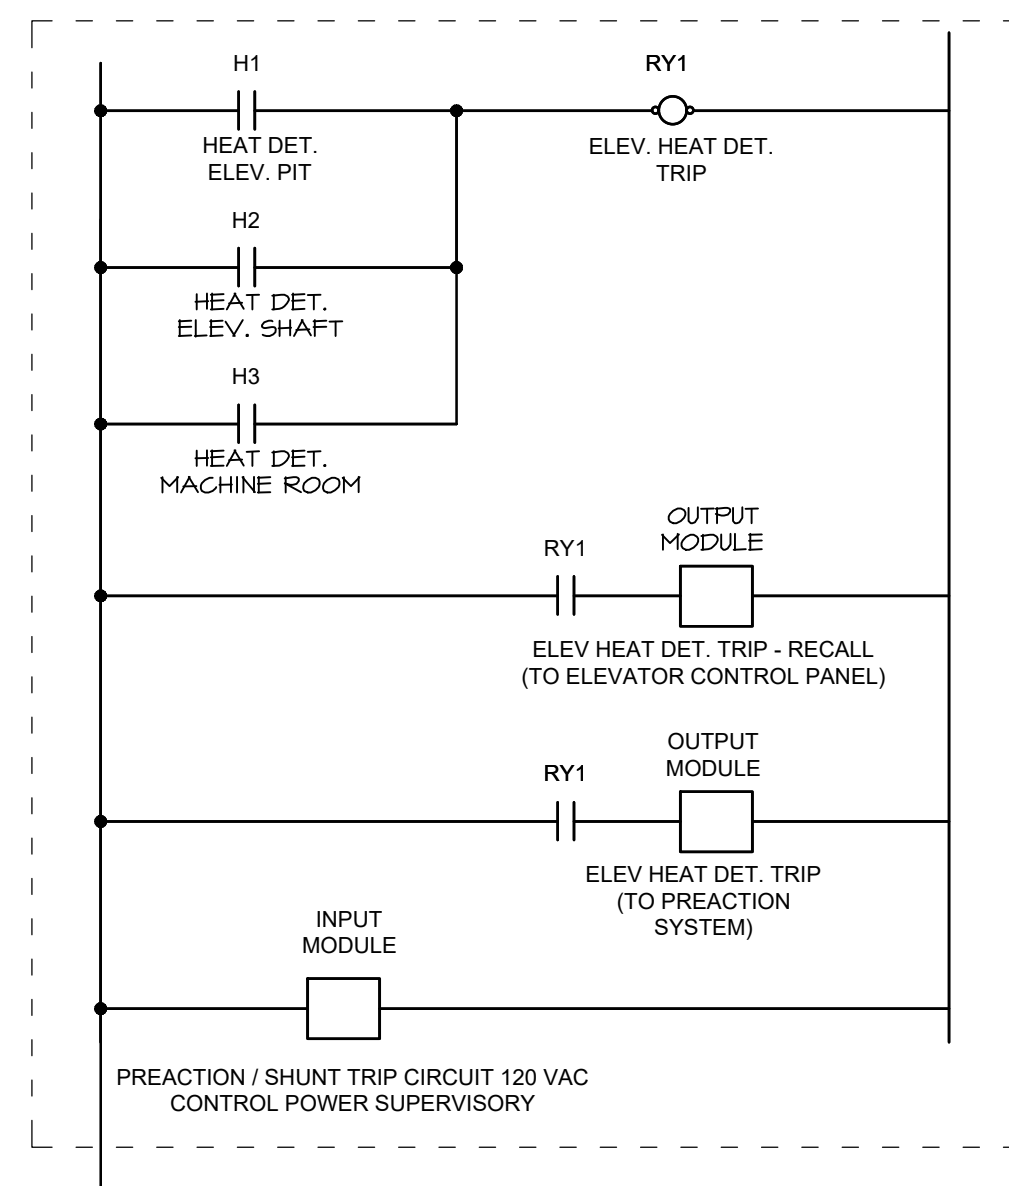 H1
RY1
HEAT DET.
ELEV. PIT
ELEV. HEAT DET.
TRIP
H2
HEAT DET.
ELEV. SHAFT
H3
HEAT DET.
MACHINE ROOM
OUTPUT
MODULE
RY1
ELEV HEAT DET. TRIP - RECALL
(TO ELEVATOR CONTROL PANEL)
OUTPUT
MODULE
RY1
ELEV HEAT DET. TRIP
(TO PREACTION
SYSTEM)
INPUT
MODULE
PREACTION / SHUNT TRIP CIRCUIT 120 VAC
CONTROL POWER SUPERVISORY